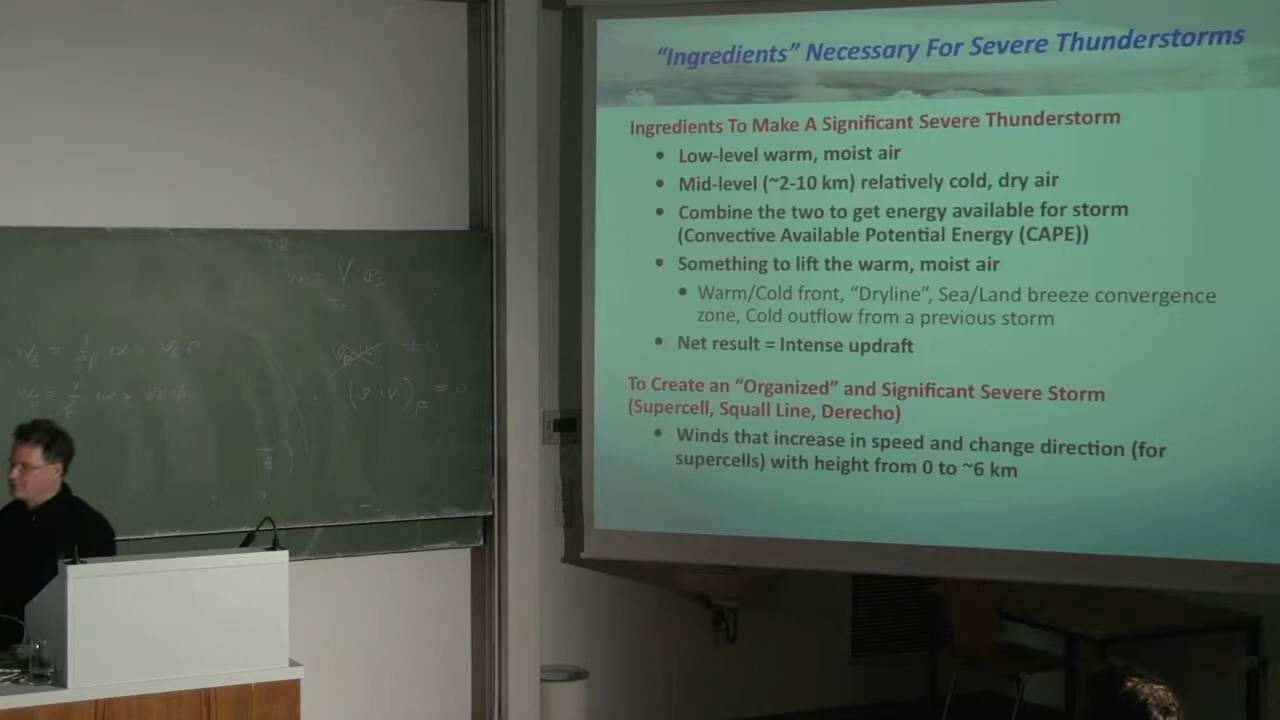 “Ingredients” Necessary For Severe Thunderstorms
Ingredients To Make A Significant Severe Thunderstorm
• Low-level warm, moist air
• Mid-level (~2-10 km) relatively cold, dry air
• Combine the two to get energy available for storm
(Convective Available Potential Energy (CAPE))
• Something to lift the warm, moist air
• Warm/Cold front, “Dryline”, Sea/Land breeze convergence
zone, Cold outflow from a previous storm
• Net result = Intense updraft
To Create an “Organized” and Significant Severe Storm
(Supercell, Squall Line, Derecho)
• Winds that increase in speed and change direction (for
supercells) with height from 0 to ~6 km